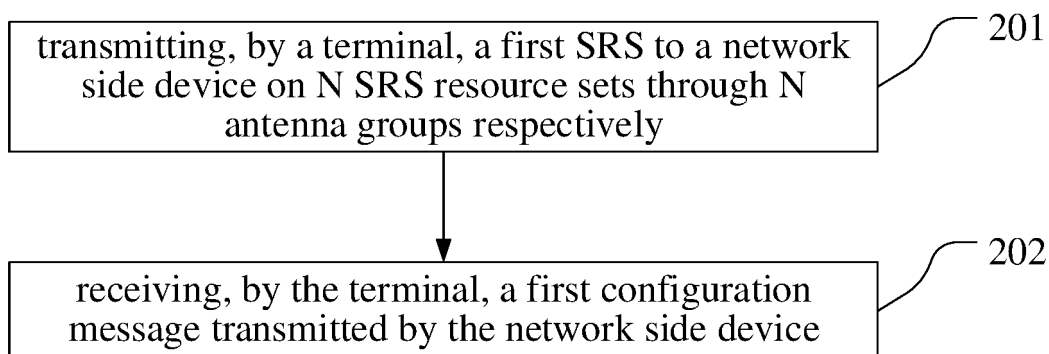 transmitting, by a terminal, a first SRS to a network
side device on N SRS resource sets through N
antenna groups respectively
201
receiving, by the terminal, a first configuration
message transmitted by the network side device
202